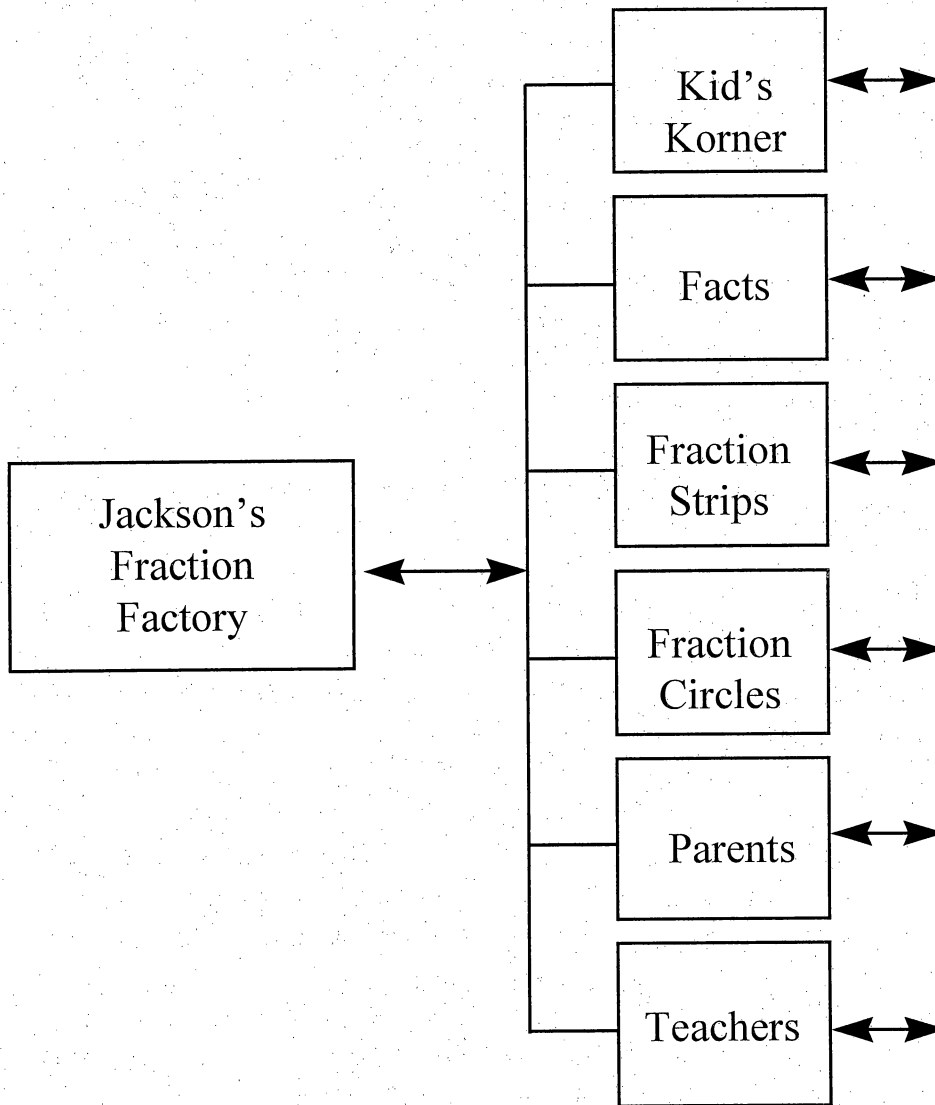 Kid's
Korner
Facts
Fraction
Strips
Jackson's
Fraction
Factory
Fraction
Circles
Parents
Teachers